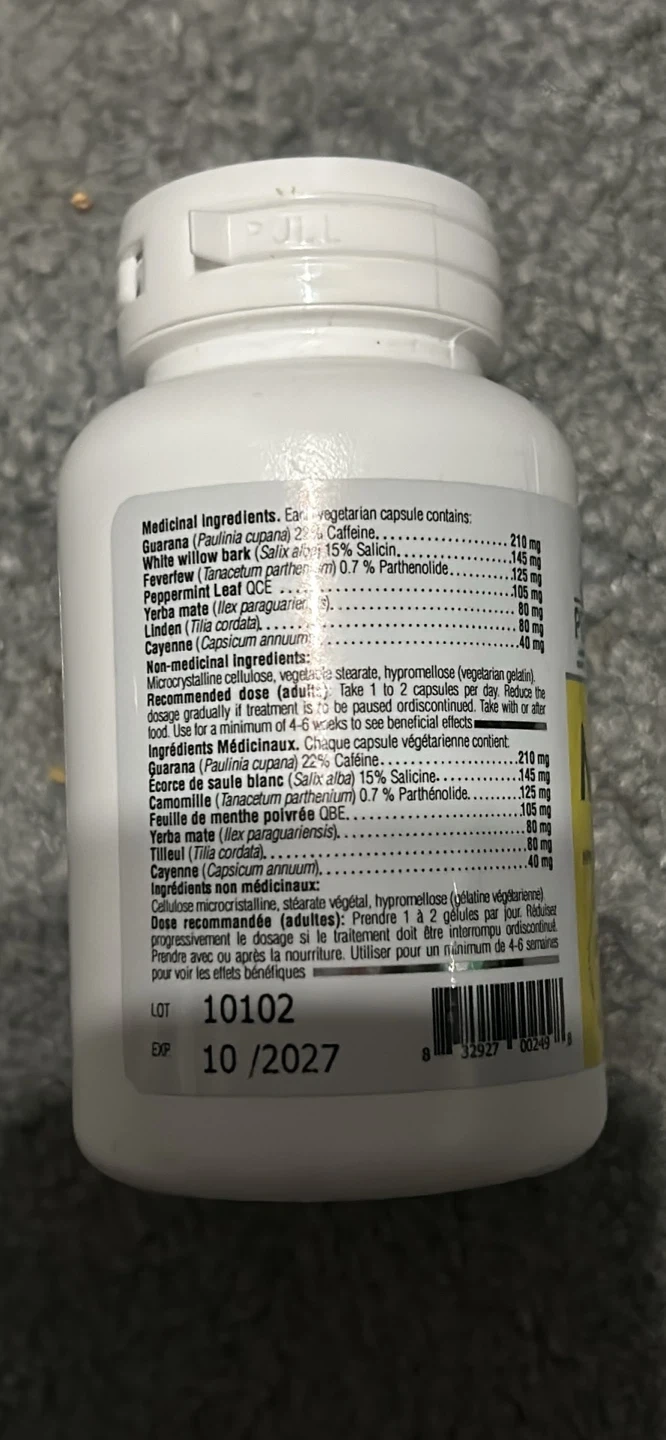 PULL
Medicinal Ingredients. Each vegetarian capsule contains:
Guarana (Paulinia cupana) 22% Caffeine................210 mg
White willow bark (Salix alba) 15% Salicin................145 mg
Feverfew (Tanacetum parthenium) 0.7 % Parthenolide..........125 mg
Peppermint Leaf QCE................105 mg
Yerba mate (Ilex paraguariensis)................80 mg
Linden (Tilia cordata)................80 mg
Cayenne (Capsicum annuum)................40 mg
Non-medicinal ingredients:
Microcrystalline cellulose, vegetable stearate, hypromellose (vegetarian gelatin).
Recommended dose (adults): Take 1 to 2 capsules per day. Reduce the
dosage gradually if treatment is to be paused ordiscontinued. Take with or after
food. Use for a minimum of 4-6 weeks to see beneficial effects
Ingrédients Médicinaux. Chaque capsule végétarienne contient:
Guarana (Paulinia cupana) 22% Caféine................210 mg
Écorce de saule blanc (Salix alba) 15% Salicine................145 mg
Camomille (Tanacetum parthenium) 0.7 % Parthénolide.........125 mg
Feuille de menthe poivrée QBE................105 mg
Yerba mate (Ilex paraguariensis)................80 mg
Tilleul (Tilia cordata)................80 mg
Cayenne (Capsicum annuum)................40 mg
Ingrédients non médicinaux:
Cellulose microcristalline, stéarate végétal, hypromellose (gélatine végétarienne)
Dose recommandée (adultes): Prendre 1 à 2 gélules par jour. Réduisez
progressivement le dosage si le traitement doit être interrompu ordiscontinué.
Prendre avec ou après la nourriture. Utiliser pour un minimum de 4-6 semaines
pour voir les effets bénéfiques
LOT 10102
EXP 10 /2027
8 32927 00249 8